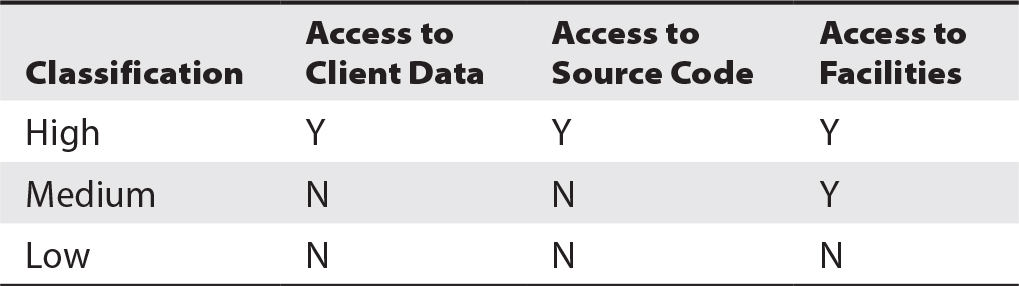 Classification Access to Client Data Access to Source Code Access to Facilities
High Y Y Y
Medium N N Y
Low N N N